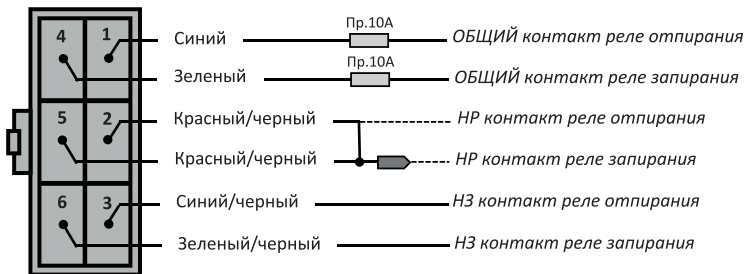 4 1 Синий Пр.10А ОБЩИЙ контакт реле отпирания
Зеленый Пр.10А ОБЩИЙ контакт реле запирания
5 2 Красный/черный НР контакт реле отпирания
Красный/черный НР контакт реле запирания
6 3 Синий/черный НЗ контакт реле отпирания
Зеленый/черный НЗ контакт реле запирания